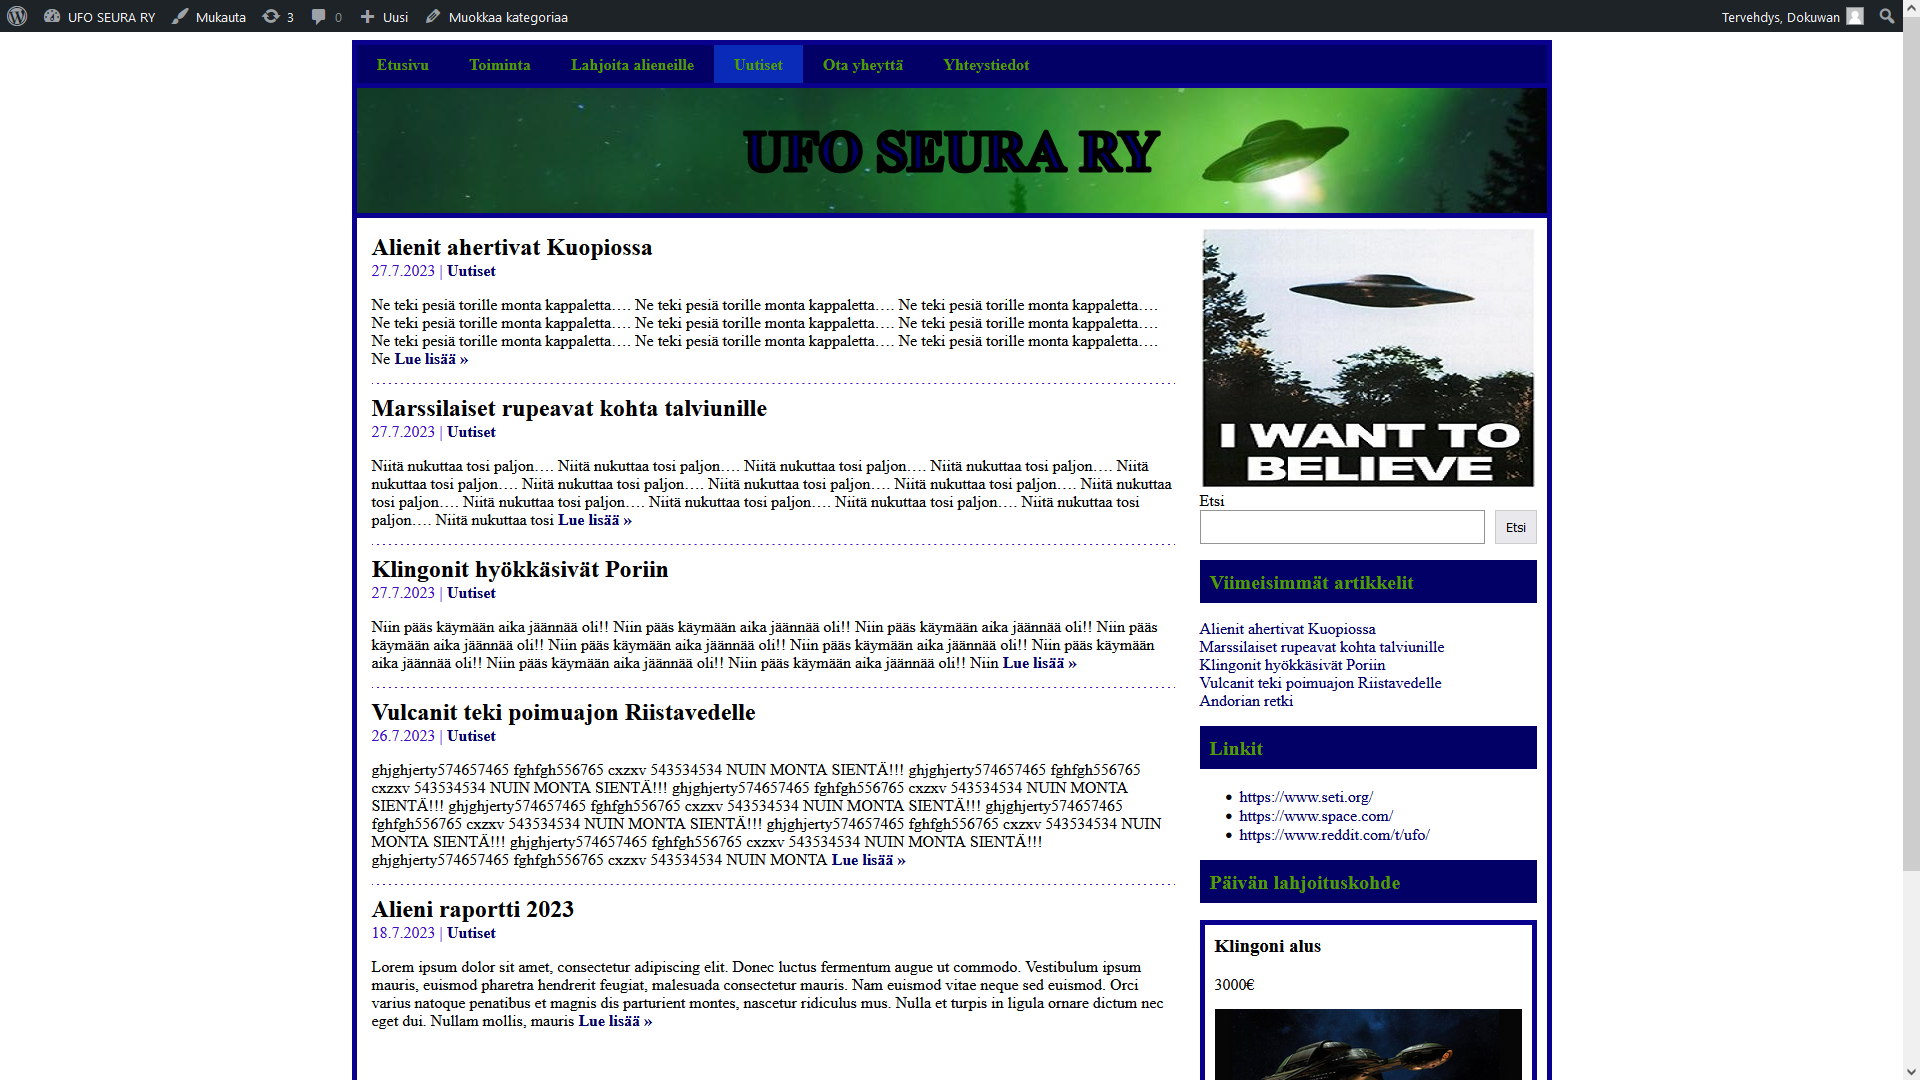 UFO SEURA RY Mukauta 3 0 Uusi Muokkaa kategoriaa Tervehdys, Dokuwan
Etusivu Toiminta Lahjoita alieneille Uutiset Ota yheyttä Yhteystiedot
UFO SEURA RY
Alienit ahertivat Kuopiossa
27.7.2023 | Uutiset
Ne teki pesiä torille monta kappaletta…. Ne teki pesiä torille monta kappaletta…. Ne teki pesiä torille monta kappaletta….
Ne teki pesiä torille monta kappaletta…. Ne teki pesiä torille monta kappaletta…. Ne teki pesiä torille monta kappaletta….
Ne teki pesiä torille monta kappaletta…. Ne teki pesiä torille monta kappaletta…. Ne teki pesiä torille monta kappaletta….
Ne Lue lisää »
Marssilaiset rupeavat kohta talviunille
27.7.2023 | Uutiset
Niitä nukuttaa tosi paljon…. Niitä nukuttaa tosi paljon…. Niitä nukuttaa tosi paljon…. Niitä nukuttaa tosi paljon…. Niitä
nukuttaa tosi paljon…. Niitä nukuttaa tosi paljon…. Niitä nukuttaa tosi paljon…. Niitä nukuttaa tosi paljon…. Niitä nukuttaa
tosi paljon…. Niitä nukuttaa tosi paljon…. Niitä nukuttaa tosi paljon…. Niitä nukuttaa tosi paljon…. Niitä nukuttaa tosi
paljon…. Niitä nukuttaa tosi Lue lisää »
Klingonit hyökkäsivät Poriin
27.7.2023 | Uutiset
Niin pääs käymään aika jäännää oli!! Niin pääs käymään aika jäännää oli!! Niin pääs käymään aika jäännää oli!! Niin pääs
käymään aika jäännää oli!! Niin pääs käymään aika jäännää oli!! Niin pääs käymään aika jäännää oli!! Niin pääs käymään
aika jäännää oli!! Niin pääs käymään aika jäännää oli!! Niin pääs käymään aika jäännää oli!! Niin Lue lisää »
Vulcanit teki poimuajon Riistavedelle
26.7.2023 | Uutiset
ghjghjerty574657465 fghfgh556765 cxzxv 543534534 NUIN MONTA SIENTÄ!!! ghjghjerty574657465 fghfgh556765
cxzxv 543534534 NUIN MONTA SIENTÄ!!! ghjghjerty574657465 fghfgh556765 cxzxv 543534534 NUIN MONTA
SIENTÄ!!! ghjghjerty574657465 fghfgh556765 cxzxv 543534534 NUIN MONTA SIENTÄ!!! ghjghjerty574657465
fghfgh556765 cxzxv 543534534 NUIN MONTA SIENTÄ!!! ghjghjerty574657465 fghfgh556765 cxzxv 543534534 NUIN
MONTA SIENTÄ!!! ghjghjerty574657465 fghfgh556765 cxzxv 543534534 NUIN MONTA SIENTÄ!!!
ghjghjerty574657465 fghfgh556765 cxzxv 543534534 NUIN MONTA Lue lisää »
Alieni raportti 2023
18.7.2023 | Uutiset
Lorem ipsum dolor sit amet, consectetur adipiscing elit. Donec luctus fermentum augue ut commodo. Vestibulum ipsum
mauris, euismod pharetra hendrerit feugiat, malesuada consectetur mauris. Nam euismod vitae neque sed euismod. Orci
varius natoque penatibus et magnis dis parturient montes, nascetur ridiculus mus. Nulla et turpis in ligula ornare dictum nec
eget dui. Nullam mollis, mauris Lue lisää »
I WANT TO
BELIEVE
Etsi
Etsi
Viimeisimmät artikkelit
Alienit ahertivat Kuopiossa
Marssilaiset rupeavat kohta talviunille
Klingonit hyökkäsivät Poriin
Vulcanit teki poimuajon Riistavedelle
Andorian retki
Linkit
https://www.seti.org/
https://www.space.com/
https://www.reddit.com/t/ufo/
Päivän lahjoituskohde
Klingoni alus
3000€